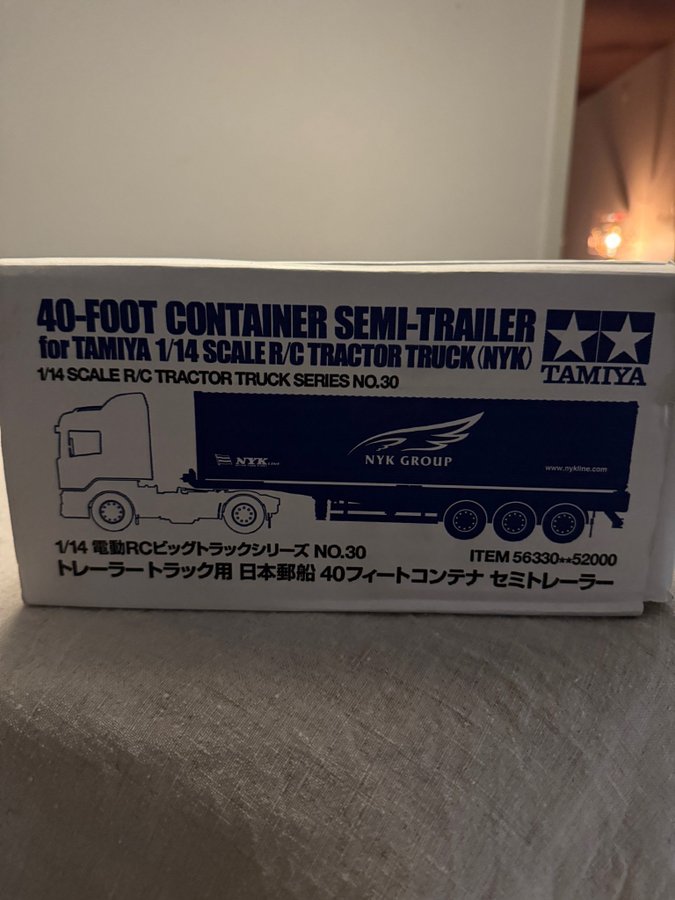 40-FOOT CONTAINER SEMI-TRAILER
for TAMIYA 1/14 SCALE R/C TRACTOR TRUCK (NYK)
TAMIYA
1/14 SCALE R/C TRACTOR TRUCK SERIES NO.30
NYK LINE
NYK GROUP
www.nykline.com
1/14 電動RCビッグトラックシリーズ NO.30
ITEM 56330**52000
トレーラートラック用 日本郵船 40フィートコンテナ セミトレーラー